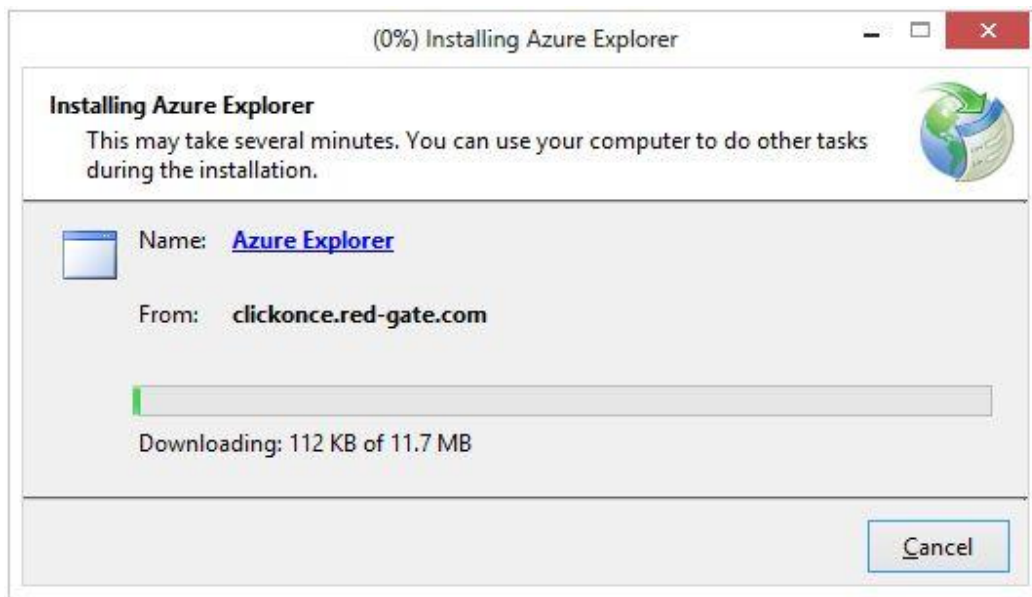 (0%) Installing Azure Explorer
Installing Azure Explorer
This may take several minutes. You can use your computer to do other tasks
during the installation.
Name: Azure Explorer
From: clickonce.red-gate.com
Downloading: 112 KB of 11.7 MB
Cancel